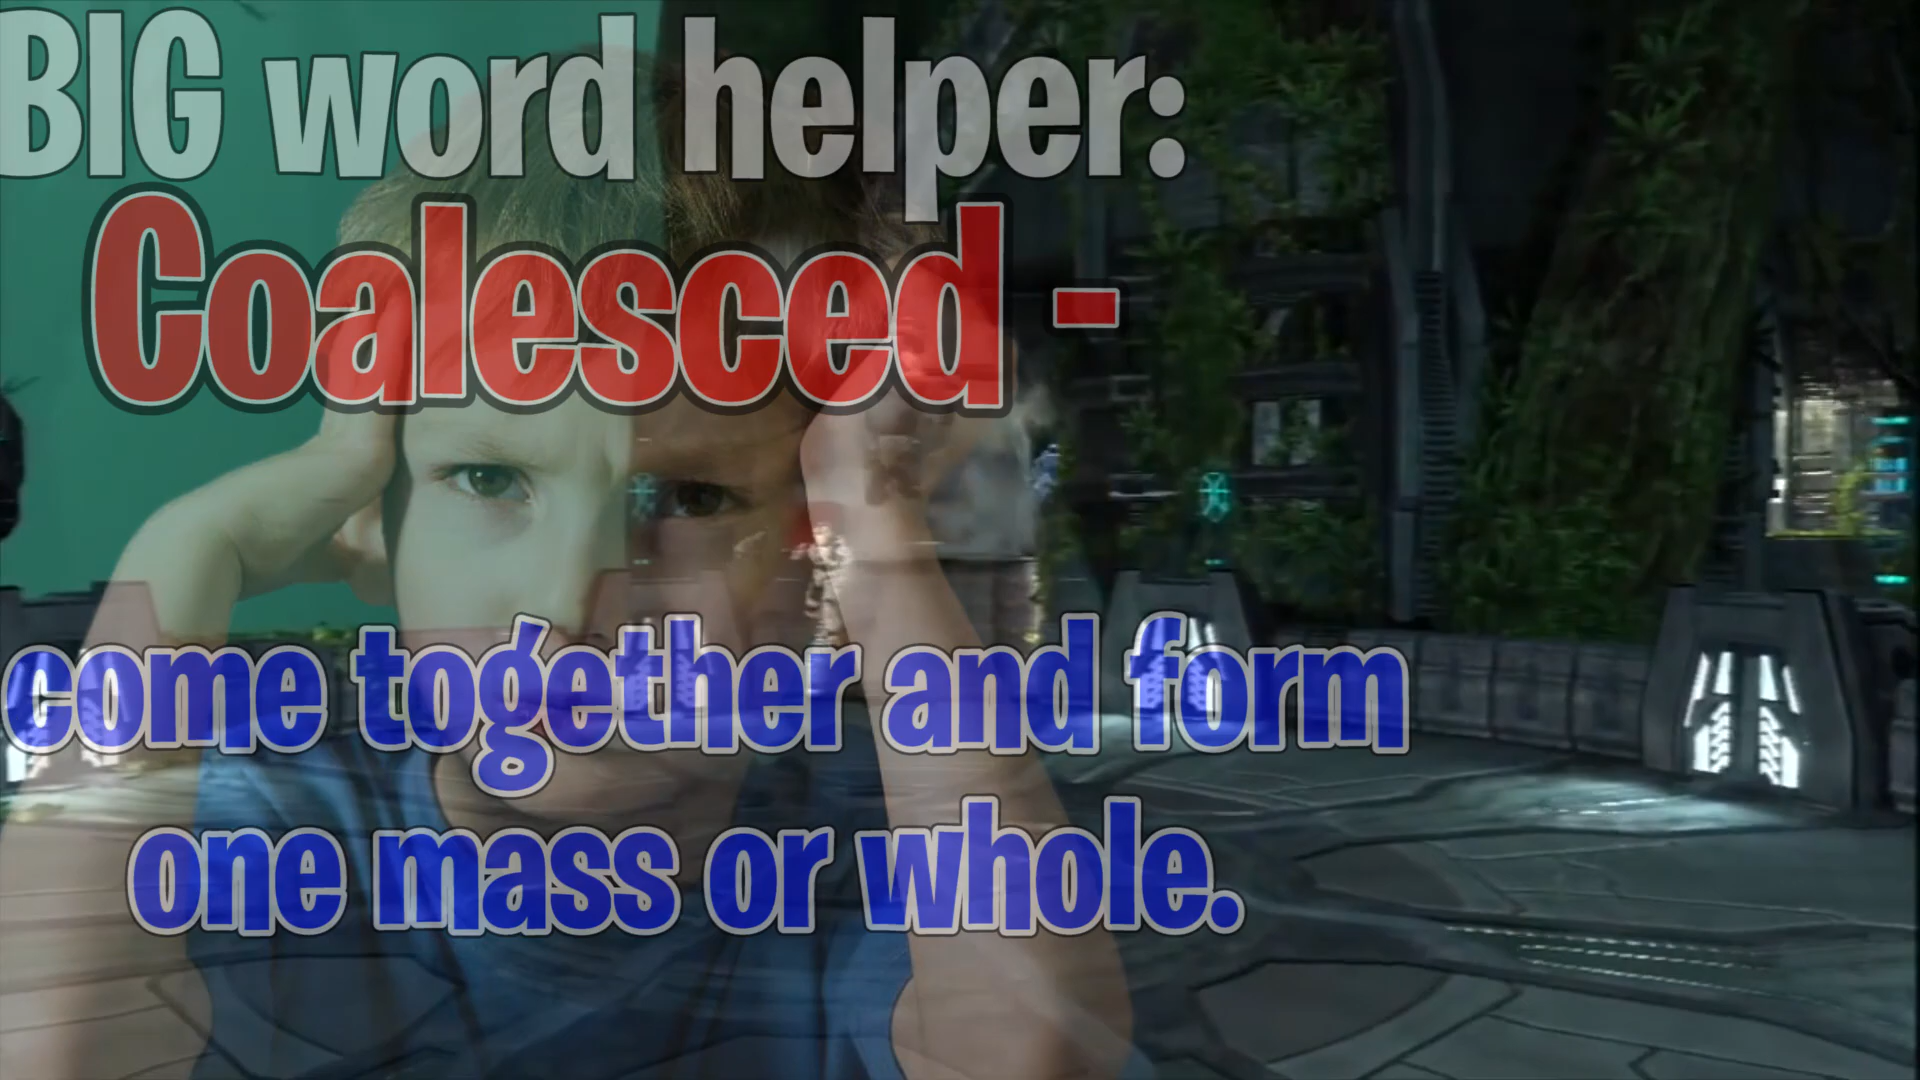 BIG word helper:
Coalesced -
come together and form
one mass or whole.